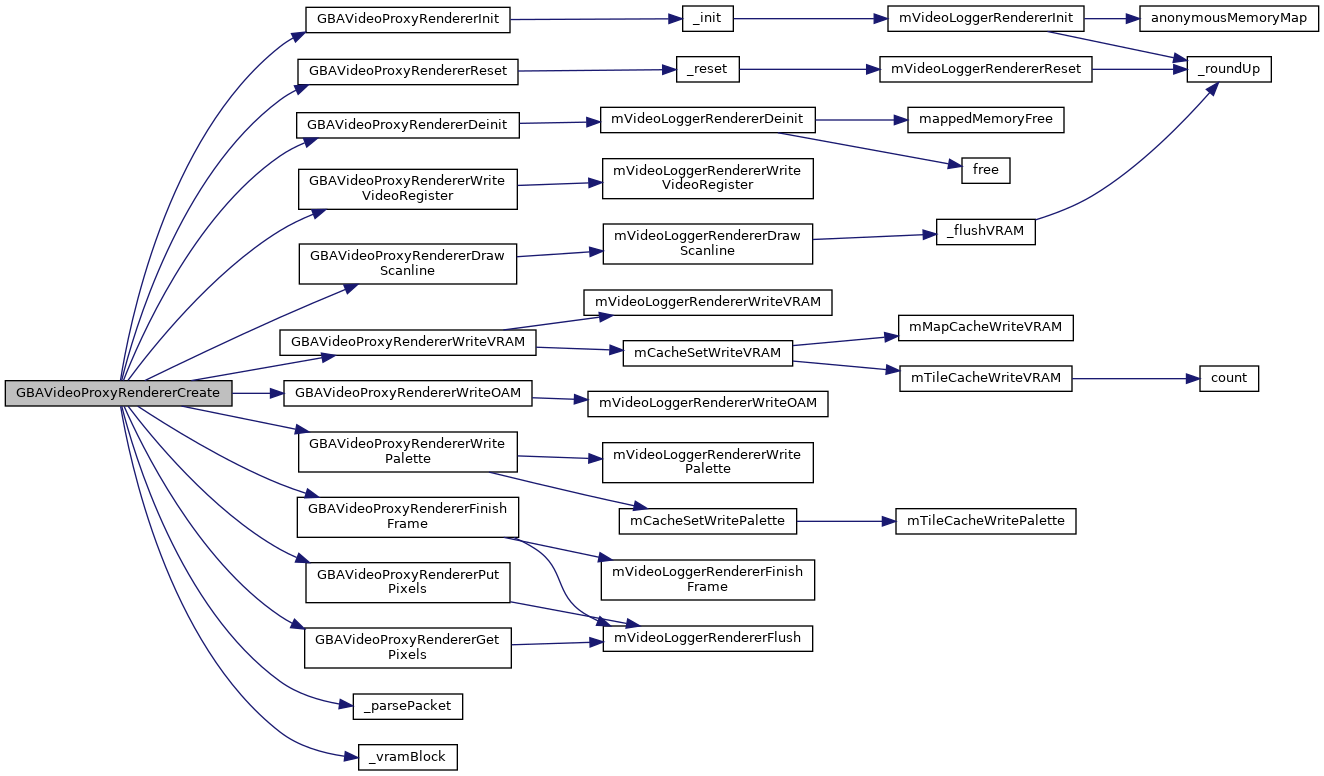 GBAVideoProxyRendererCreate
GBAVideoProxyRendererInit
_init
mVideoLoggerRendererInit
anonymousMemoryMap
GBAVideoProxyRendererReset
_reset
mVideoLoggerRendererReset
_roundUp
GBAVideoProxyRendererDeinit
mVideoLoggerRendererDeinit
mappedMemoryFree
free
GBAVideoProxyRendererWrite
VideoRegister
mVideoLoggerRendererWrite
VideoRegister
GBAVideoProxyRendererDraw
Scanline
mVideoLoggerRendererDraw
Scanline
_flushVRAM
GBAVideoProxyRendererWriteVRAM
mVideoLoggerRendererWriteVRAM
mCacheSetWriteVRAM
mMapCacheWriteVRAM
mTileCacheWriteVRAM
count
GBAVideoProxyRendererWriteOAM
mVideoLoggerRendererWriteOAM
GBAVideoProxyRendererWrite
Palette
mVideoLoggerRendererWrite
Palette
mCacheSetWritePalette
mTileCacheWritePalette
GBAVideoProxyRendererFinish
Frame
mVideoLoggerRendererFinish
Frame
GBAVideoProxyRendererPut
Pixels
GBAVideoProxyRendererGet
Pixels
mVideoLoggerRendererFlush
_parsePacket
_vramBlock